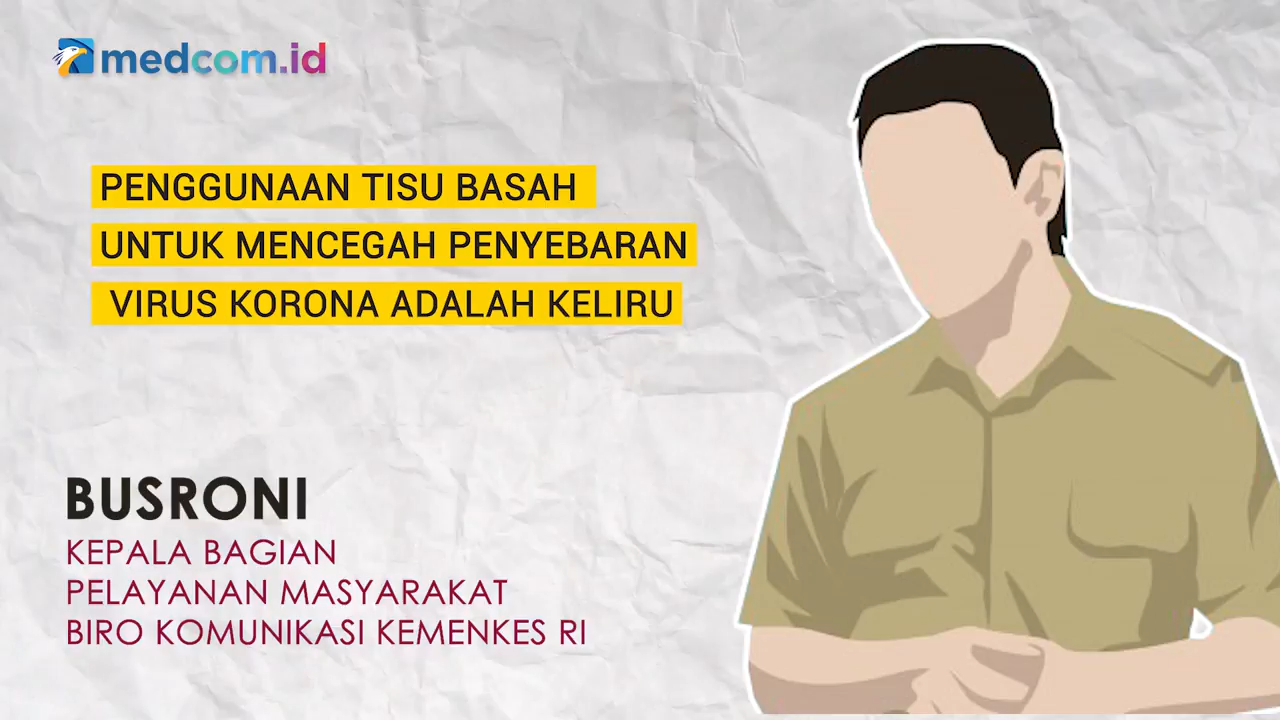 medcom.id
PENGGUNAAN TISU BASAH
UNTUK MENCEGAH PENYEBARAN
VIRUS KORONA ADALAH KELIRU
BUSRONI
KEPALA BAGIAN
PELAYANAN MASYARAKAT
BIRO KOMUNIKASI KEMENKES RI